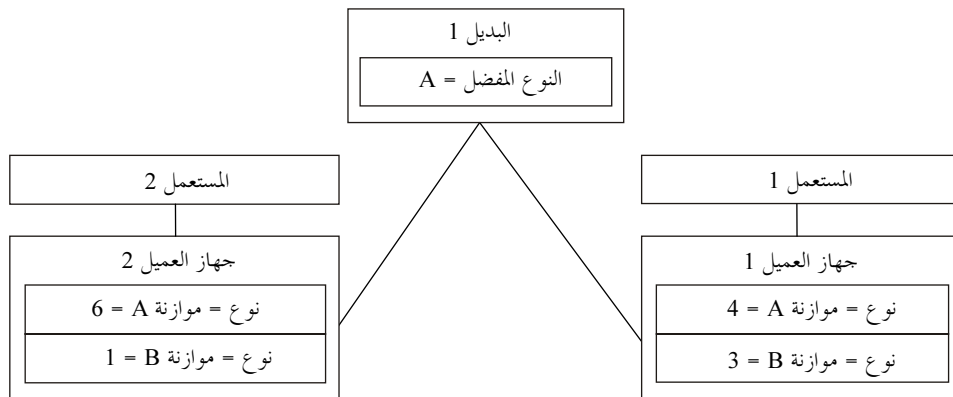 البديل 1
النوع المفضل = A
المستعمل 1
المستعمل 2
جهاز العميل 1
نوع = موازنة A = 4
نوع = موازنة B = 3
جهاز العميل 2
نوع = موازنة A = 6
نوع = موازنة B = 1